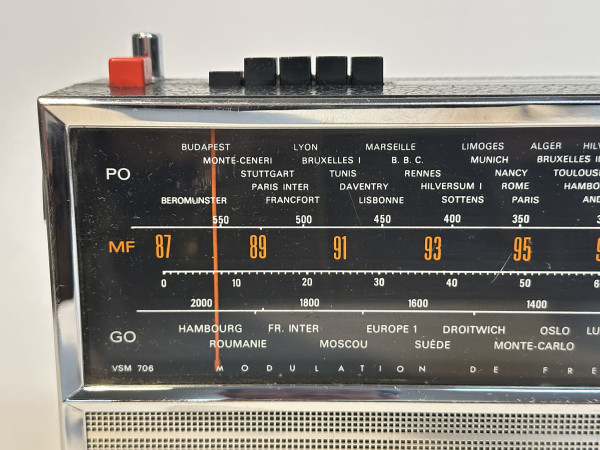 BUDAPEST LYON MARSEILLE LIMOGES ALGER
MONTE-CENERI BRUXELLES I B. B. C. MUNICH BRUXELLES
STUTTGART TUNIS RENNES NANCY
PO
PARIS INTER DAVENTRY HILVERSUM I ROME
BEROMUNSTER FRANCFORT LISBONNE SOTTENS PARIS
550 500 450 400 350
MF 87 89 91 93 95
0 10 20 30 40 50
2000 1800 1600 1400
GO HAMBOURG FR. INTER EUROPE 1 DROITWICH OSLO
ROUMANIE MOSCOU SUÈDE MONTE-CARLO
VSM 706 MODULATION DE